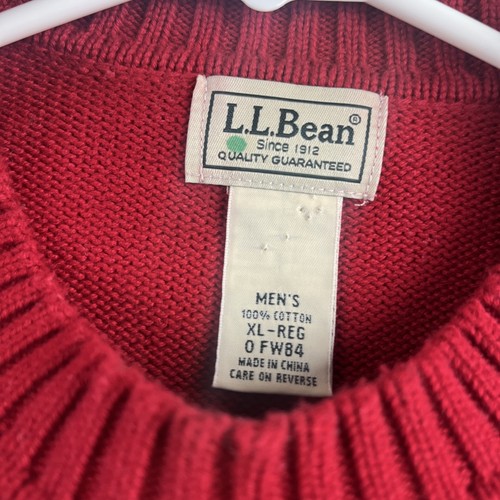 L.L.Bean®
Since 1912
QUALITY GUARANTEED
MEN'S
100% COTTON
XL-REG
0 FW84
MADE IN CHINA
CARE ON REVERSE